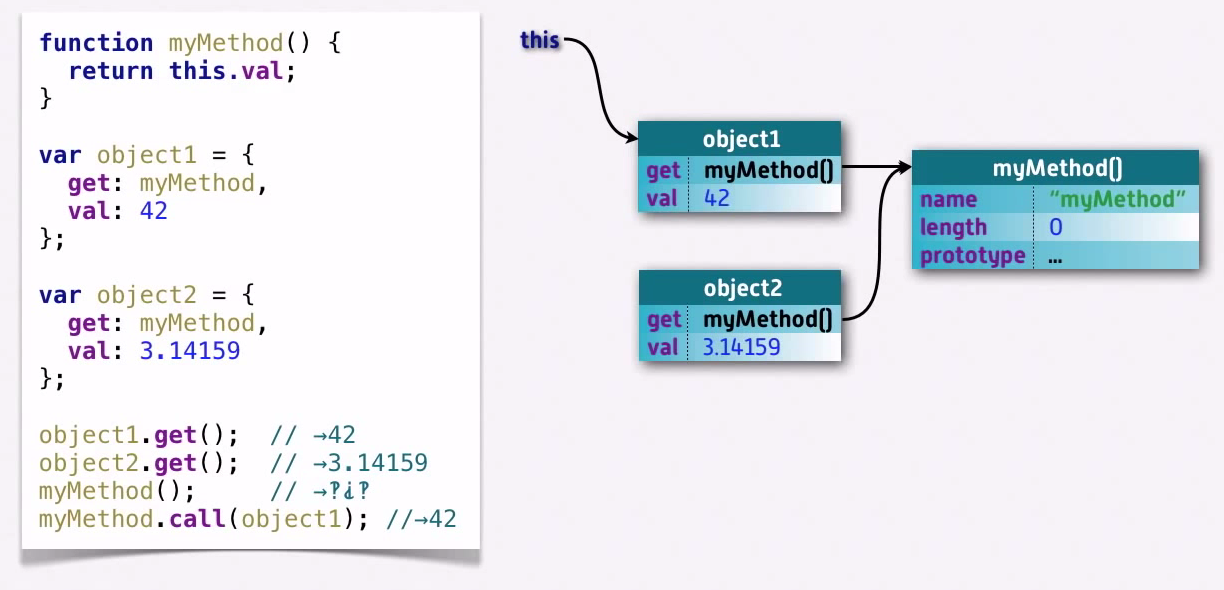 function myMethod() {
  return this.val;
}
var object1 = {
  get: myMethod,
  val: 42
};
var object2 = {
  get: myMethod,
  val: 3.14159
};
object1.get();  // →42
object2.get();  // →3.14159
myMethod();     // →‽⸘‽
myMethod.call(object1); //→42
this
object1
get myMethod()
val 42
object2
get myMethod()
val 3.14159
myMethod()
name “myMethod”
length 0
prototype ...